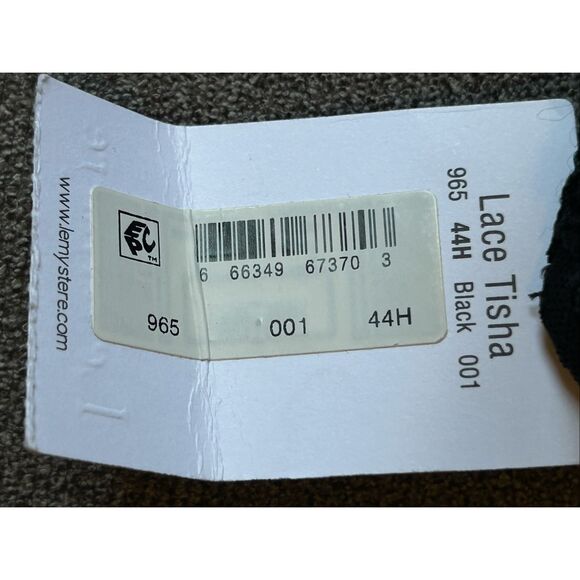 www.lemystere.com
6 66349 67370 3
965 001 44H
Lace Tisha
965 44H Black 001